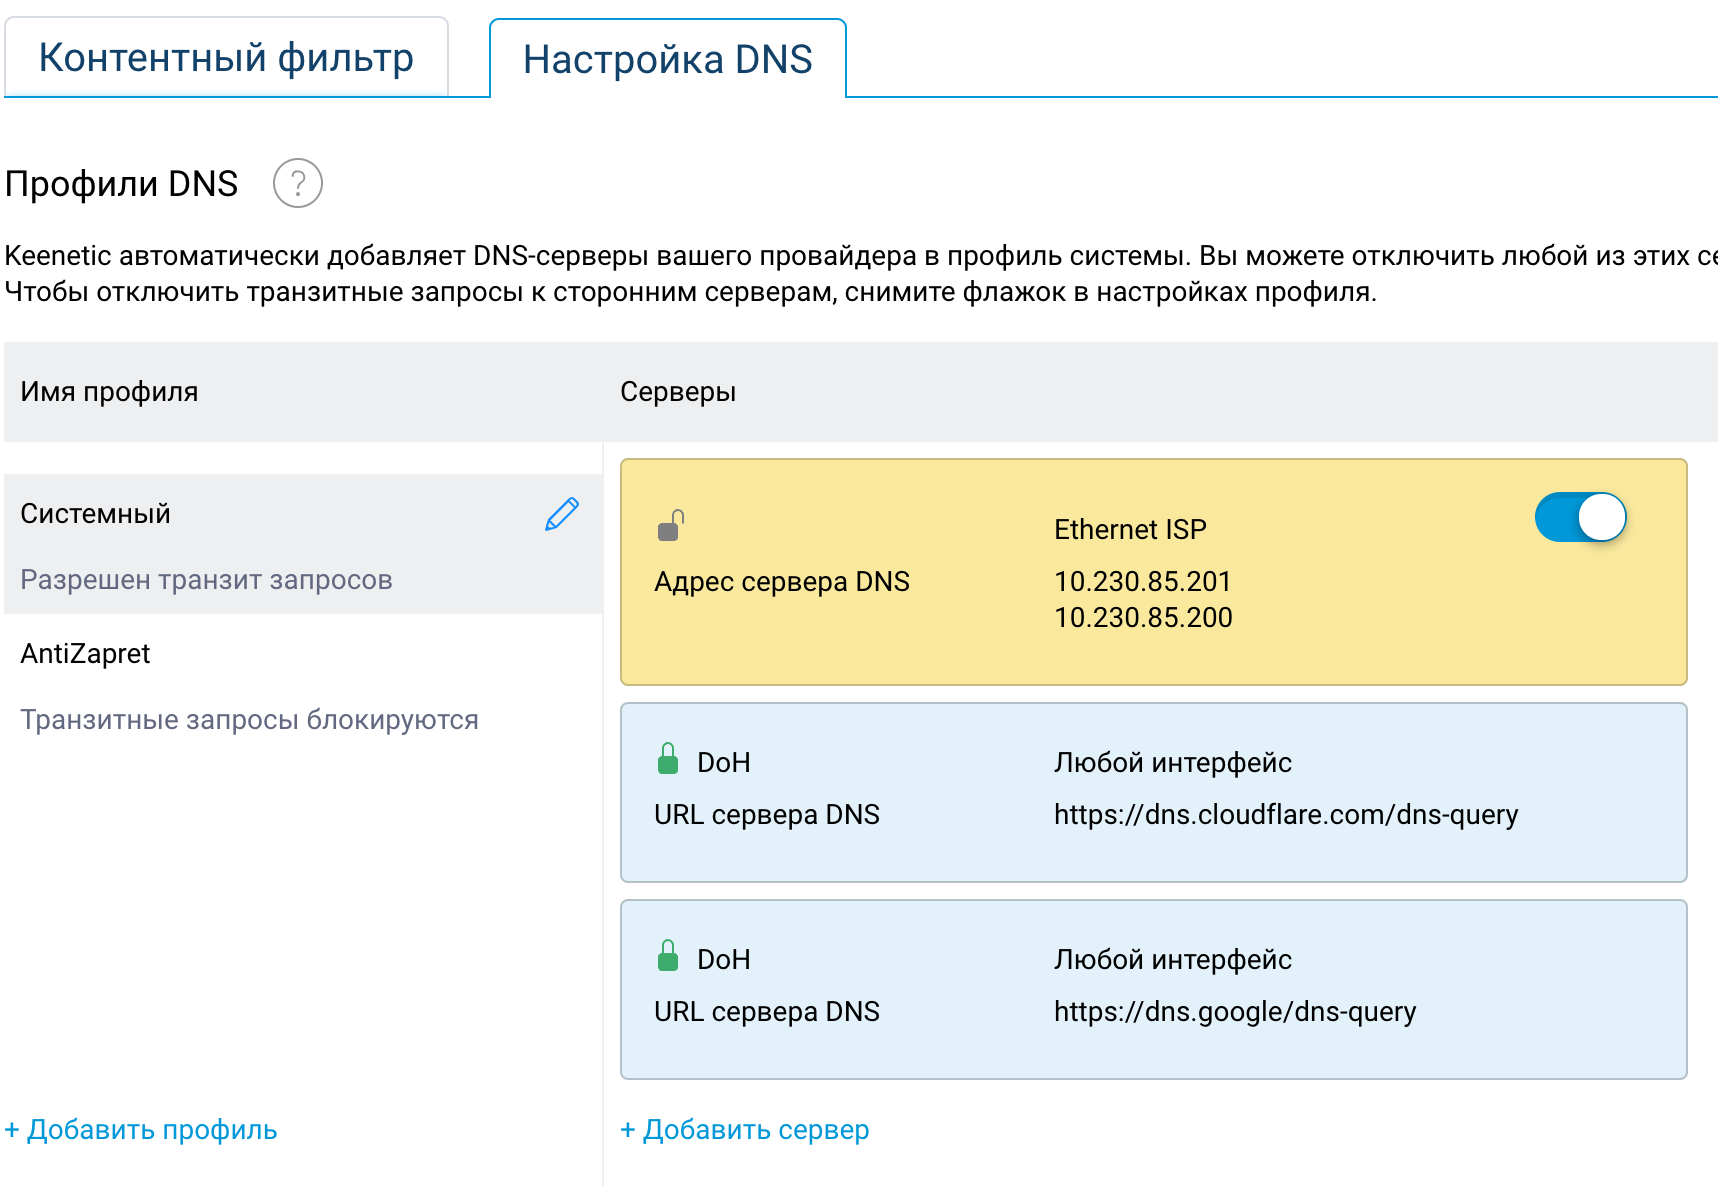 Контентный фильтр
Настройка DNS
Профили DNS ?
Keenetic автоматически добавляет DNS-серверы вашего провайдера в профиль системы. Вы можете отключить любой из этих
Чтобы отключить транзитные запросы к сторонним серверам, снимите флажок в настройках профиля.
Имя профиля
Серверы
Системный
Разрешен транзит запросов
AntiZapret
Транзитные запросы блокируются
+ Добавить профиль
Ethernet ISP
Адрес сервера DNS
10.230.85.201
10.230.85.200
DoH
Любой интерфейс
URL сервера DNS
https://dns.cloudflare.com/dns-query
DoH
Любой интерфейс
URL сервера DNS
https://dns.google/dns-query
+ Добавить сервер